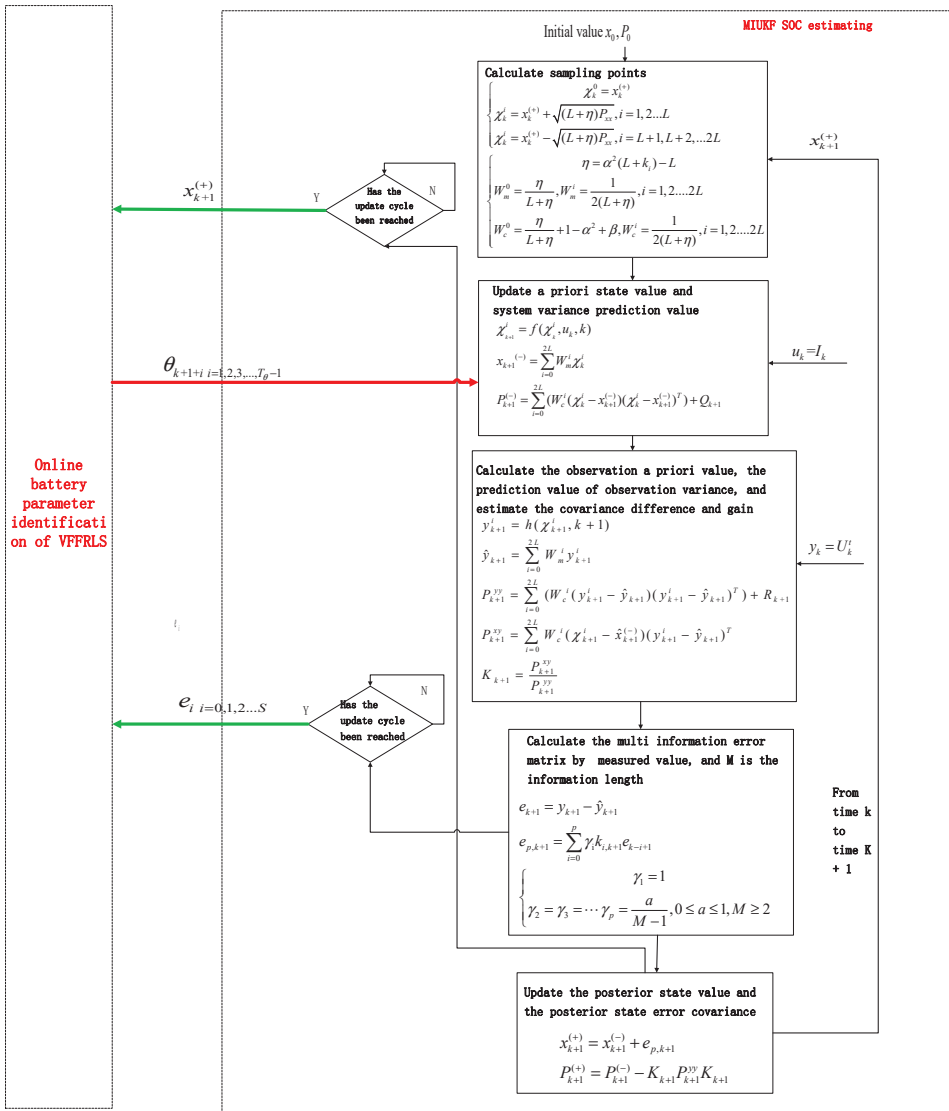 MIUKF SOC estimating
Initial value x_0, P_0
Calculate sampling points
χ_k^0 = x_k^{(+)}
χ_k^i = x_k^{(+)} + √((L+η)P_{xx}), i = 1, 2...L
χ_k^i = x_k^{(+)} − √((L+η)P_{xx}), i = L+1, L+2, ...2L
η = α^2(L + k_i) − L
W_m^0 = η/(L+η), W_m^i = 1/(2(L+η)), i = 1, 2....2L
W_c^0 = η/(L+η) + 1 − α^2 + β, W_c^i = 1/(2(L+η)), i = 1, 2....2L
x_{k+1}^{(+)}
x_{k+1}^{(+)}
Y
Has the
update cycle
been reached
N
Update a priori state value and
system variance prediction value
χ_{k+1}^i = f(χ_k^i, u_k, k)
x_{k+1}^{(−)} = ∑_{i=0}^{2L} W_m^i χ_k^i
P_{k+1}^{(−)} = ∑_{i=0}^{2L} (W_c^i (χ_k^i − x_{k+1}^{(−)})(χ_k^i − x_{k+1}^{(−)})^T) + Q_{k+1}
u_k = I_k
θ_{k+1+i i=1,2,3,...,T_θ−1}
Online
battery
parameter
identificati
on of VFFRLS
Calculate the observation a priori value, the
prediction value of observation variance, and
estimate the covariance difference and gain
y_{k+1}^i = h(χ_{k+1}^i, k + 1)
ŷ_{k+1} = ∑_{i=0}^{2L} W_m^i y_{k+1}^i
P_{k+1}^{yy} = ∑_{i=0}^{2L} (W_c^i (y_{k+1}^i − ŷ_{k+1})(y_{k+1}^i − ŷ_{k+1})^T) + R_{k+1}
P_{k+1}^{xy} = ∑_{i=0}^{2L} W_c^i (χ_{k+1}^i − x̂_{k+1}^{(−)})(y_{k+1}^i − ŷ_{k+1})^T
K_{k+1} = P_{k+1}^{xy}/P_{k+1}^{yy}
y_k = U_k^t
e_{i i=0,1,2...S}
Y
Has the
update cycle
been reached
N
Calculate the multi information error
matrix by measured value, and M is the
information length
e_{k+1} = y_{k+1} − ŷ_{k+1}
e_{p,k+1} = ∑_{i=0}^{p} γ_i k_{i,k+1} e_{k−i+1}
γ_1 = 1
γ_2 = γ_3 = ⋯ γ_p = a/(M−1), 0 ≤ a ≤ 1, M ≥ 2
From
time k
to
time K
+ 1
Update the posterior state value and
the posterior state error covariance
x_{k+1}^{(+)} = x_{k+1}^{(−)} + e_{p,k+1}
P_{k+1}^{(+)} = P_{k+1}^{(−)} − K_{k+1} P_{k+1}^{yy} K_{k+1}